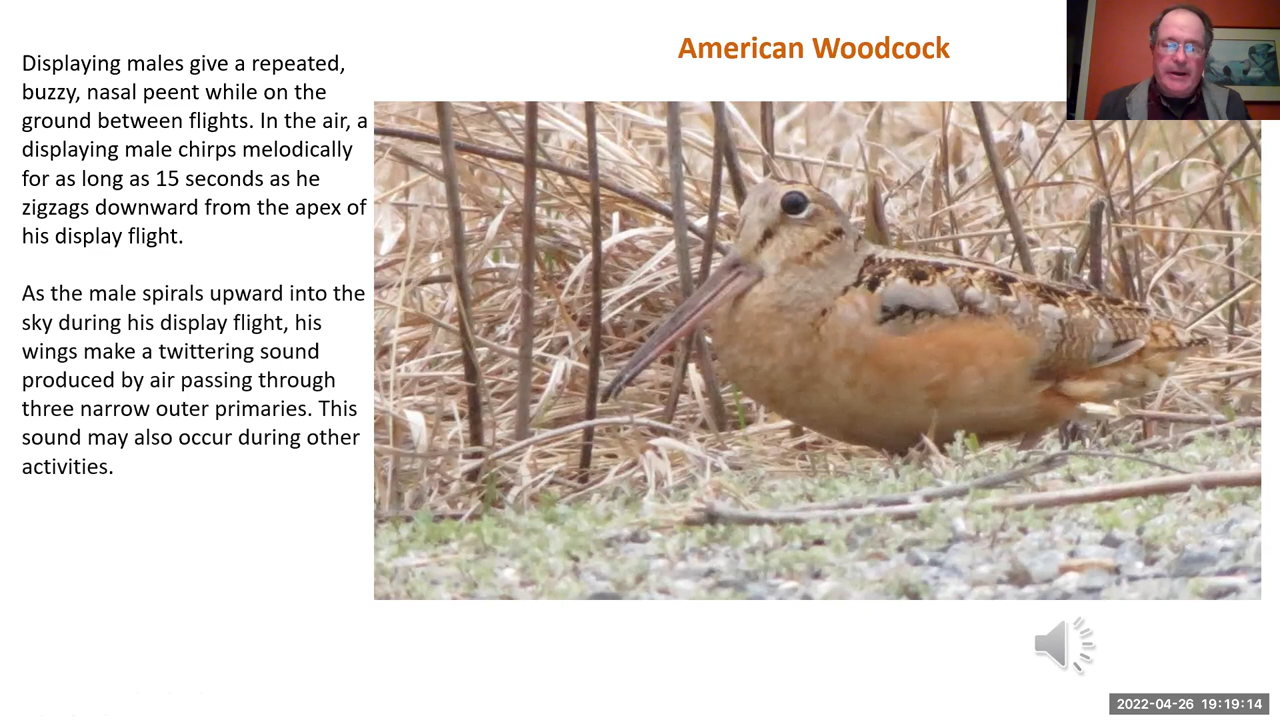 American Woodcock
Displaying males give a repeated,
buzzy, nasal peent while on the
ground between flights. In the air, a
displaying male chirps melodically
for as long as 15 seconds as he
zigzags downward from the apex of
his display flight.
As the male spirals upward into the
sky during his display flight, his
wings make a twittering sound
produced by air passing through
three narrow outer primaries. This
sound may also occur during other
activities.
2022-04-26 19:19:14